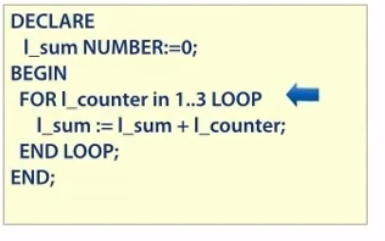 DECLARE
l_sum NUMBER:=0;
BEGIN
FOR l_counter in 1..3 LOOP
l_sum := l_sum + l_counter;
END LOOP;
END;